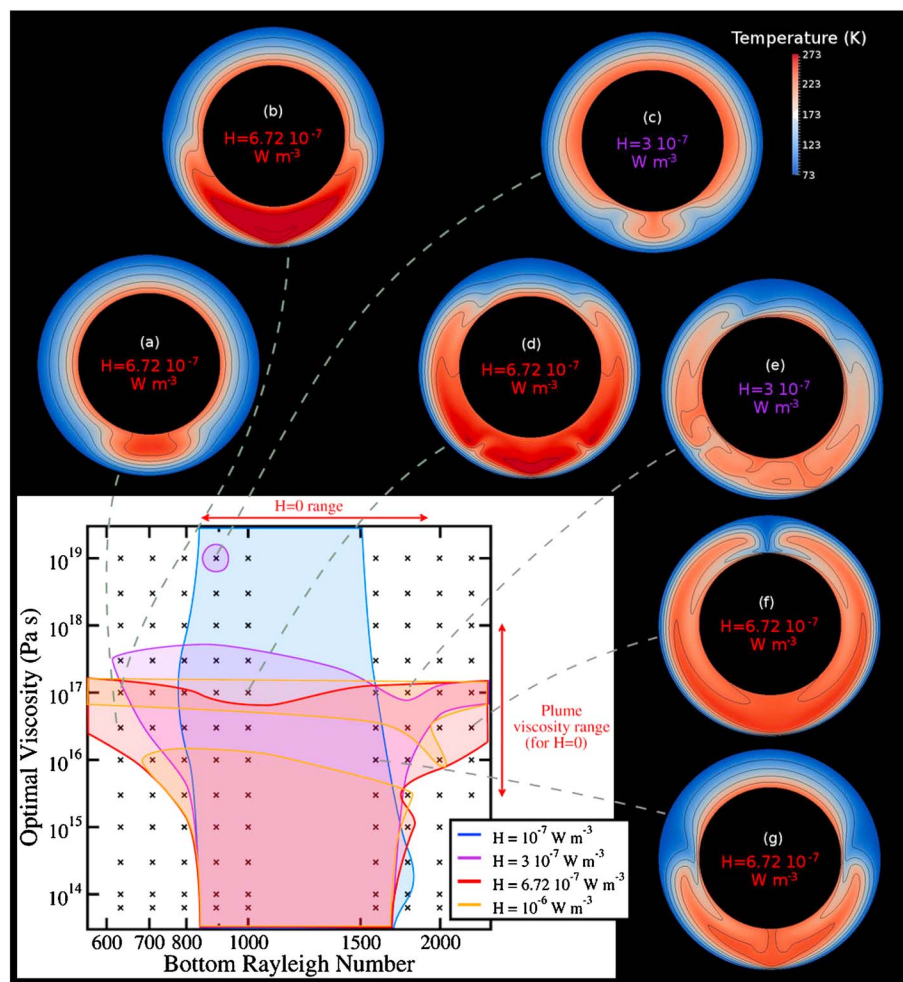 Temperature (K)
273
223
173
123
73
(b)
H=6.72 10⁻⁷
W m⁻³
(c)
H=3 10⁻⁷
W m⁻³
(a)
H=6.72 10⁻⁷
W m⁻³
(d)
H=6.72 10⁻⁷
W m⁻³
(e)
H=3 10⁻⁷
W m⁻³
(f)
H=6.72 10⁻⁷
W m⁻³
(g)
H=6.72 10⁻⁷
W m⁻³
H=0 range
Optimal Viscosity (Pa s)
10¹⁹
10¹⁸
10¹⁷
10¹⁶
10¹⁵
10¹⁴
Plume
viscosity range
(for H=0)
H = 10⁻⁷ W m⁻³
H = 3 10⁻⁷ W m⁻³
H = 6.72 10⁻⁷ W m⁻³
H = 10⁻⁶ W m⁻³
600
700
800
1000
1500
2000
Bottom Rayleigh Number